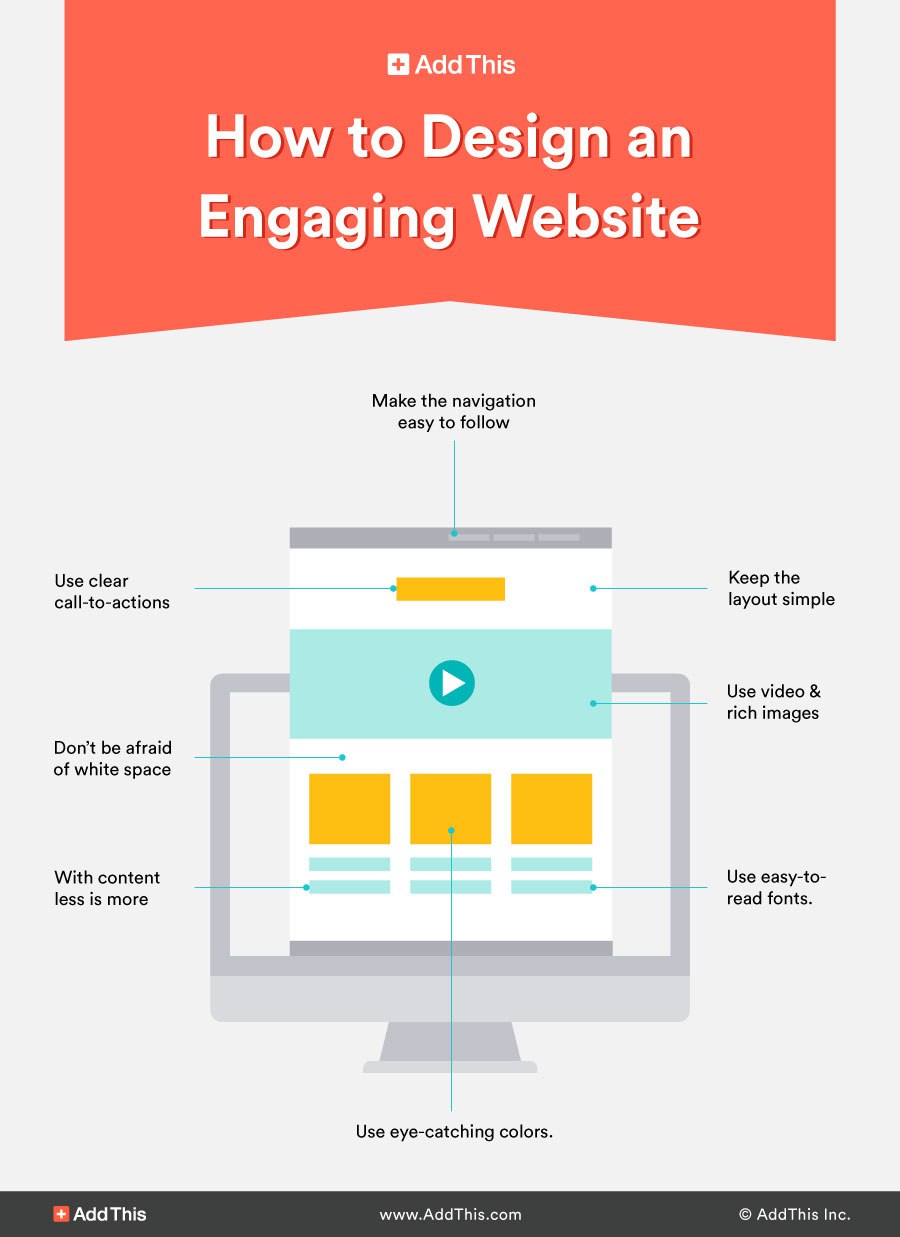 AddThis
How to Design an
Engaging Website
Make the navigation
easy to follow
Use clear
call-to-actions
Keep the
layout simple
Use video &
rich images
Don’t be afraid
of white space
With content
less is more
Use easy-to-
read fonts.
Use eye-catching colors.
AddThis
www.AddThis.com
© AddThis Inc.